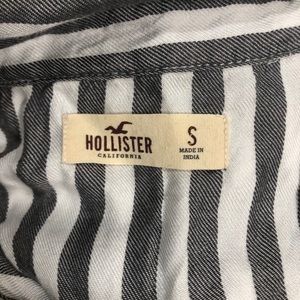 HOLLISTER
CALIFORNIA
S
MADE IN
INDIA